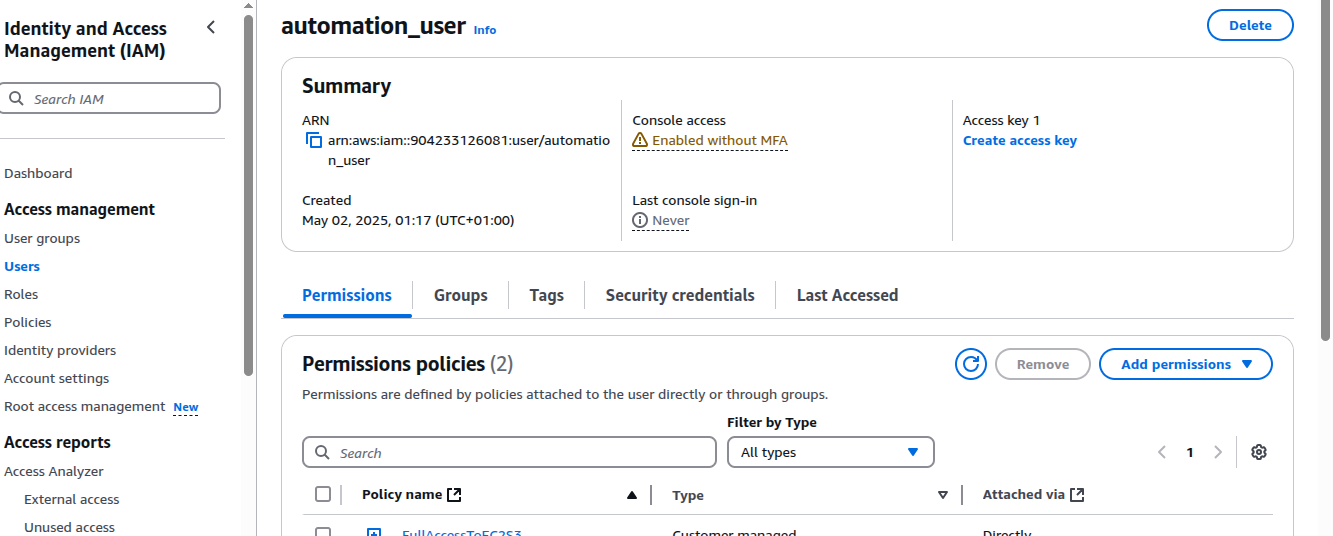 Identity and Access
Management (IAM)
Search IAM
Dashboard
Access management
User groups
Users
Roles
Policies
Identity providers
Account settings
Root access management New
Access reports
Access Analyzer
External access
Unused access
automation_user Info
Delete
Summary
ARN
arn:aws:iam::904233126081:user/automatio
n_user
Created
May 02, 2025, 01:17 (UTC+01:00)
Console access
Enabled without MFA
Last console sign-in
Never
Access key 1
Create access key
Permissions Groups Tags Security credentials Last Accessed
Permissions policies (2)
Remove
Add permissions
Permissions are defined by policies attached to the user directly or through groups.
Filter by Type
Search
All types
1
Policy name Type Attached via
FullAccessToEC2S3 Customer managed Directly